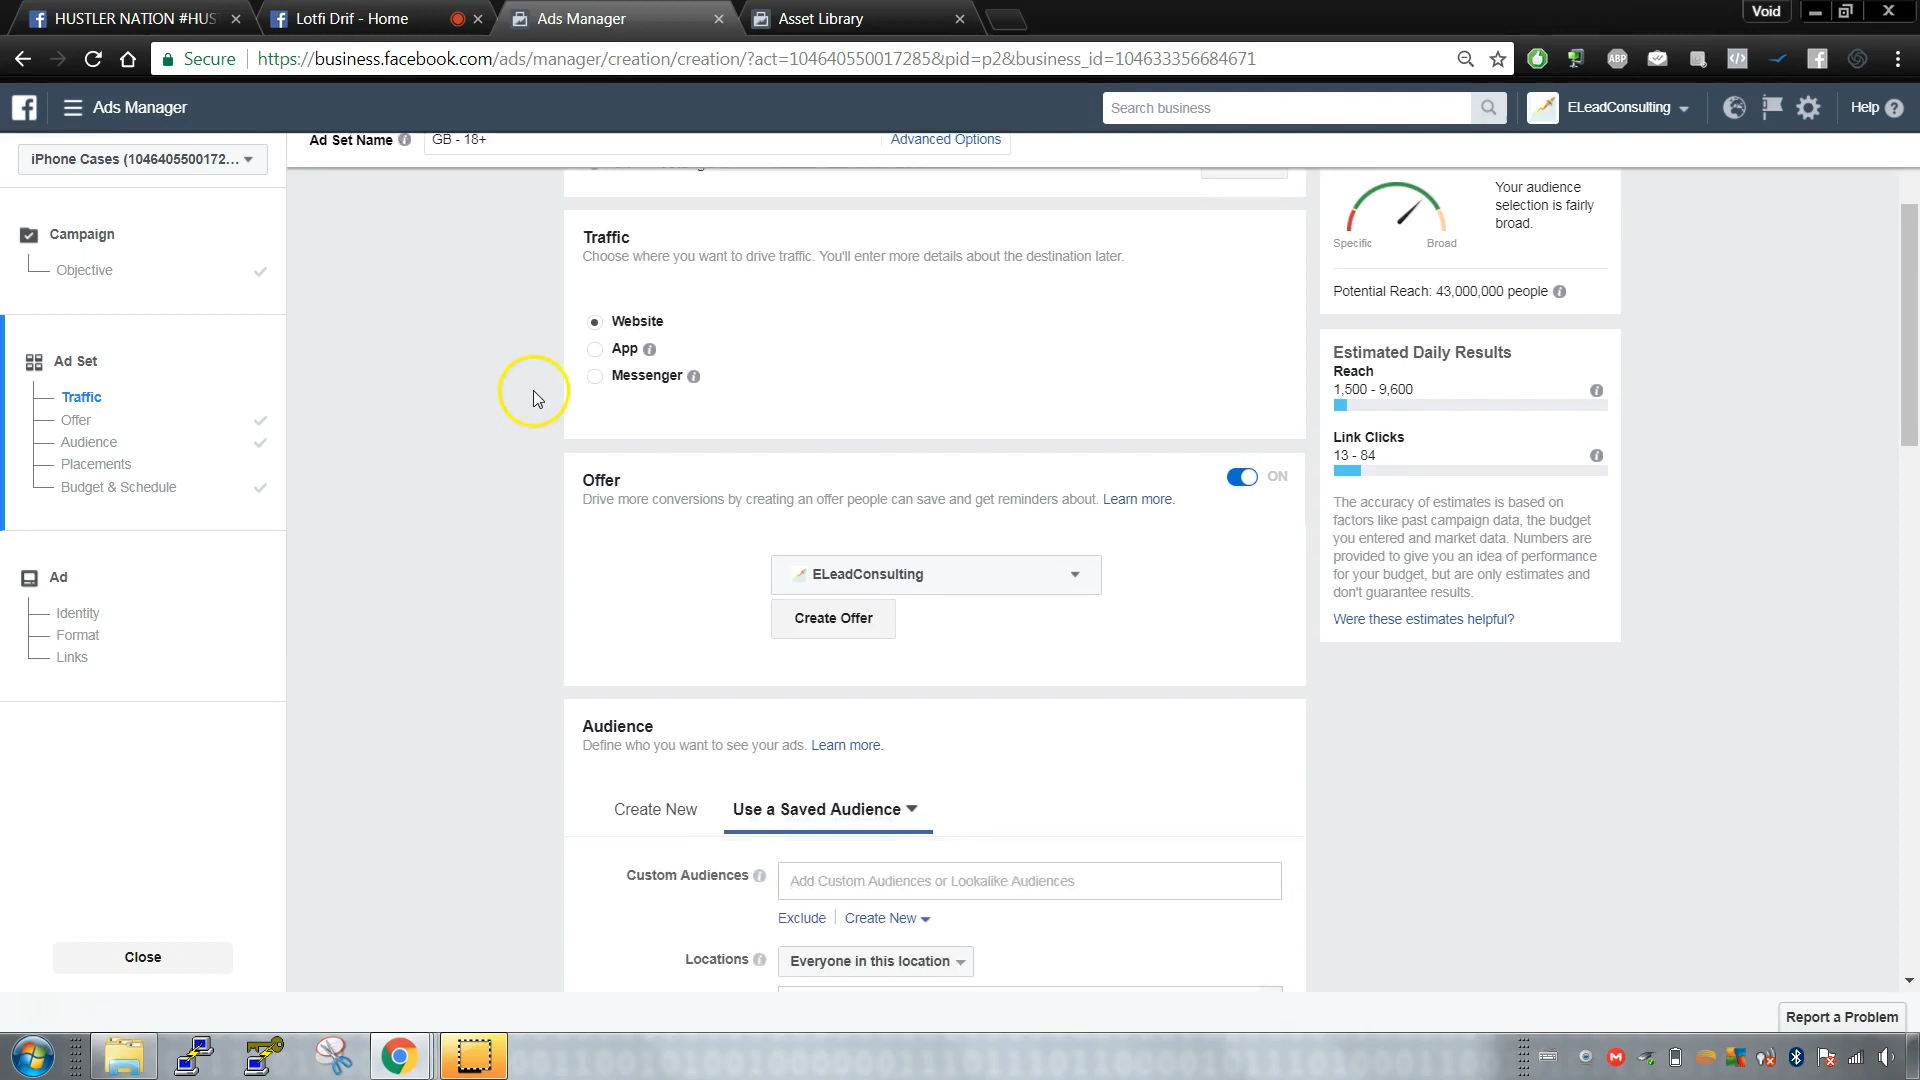 HUSTLER NATION #HUS
Lotfi Drif - Home
Ads Manager
Asset Library
Void
Secure
https://business.facebook.com/ads/manager/creation/creation/?act=104640550017285&pid=p2&business_id=104633356684671
ABP
Ads Manager
Search business
ELeadConsulting
Help
iPhone Cases (1046405500172...
Ad Set Name
GB - 18+
Advanced Options
Campaign
Objective
Ad Set
Traffic
Offer
Audience
Placements
Budget & Schedule
Ad
Identity
Format
Links
Close
Traffic
Choose where you want to drive traffic. You'll enter more details about the destination later.
Website
App
Messenger
Offer
ON
Drive more conversions by creating an offer people can save and get reminders about. Learn more.
ELeadConsulting
Create Offer
Audience
Define who you want to see your ads. Learn more.
Create New
Use a Saved Audience
Custom Audiences
Add Custom Audiences or Lookalike Audiences
Exclude
Create New
Locations
Everyone in this location
Your audience
selection is fairly
broad.
Specific
Broad
Potential Reach: 43,000,000 people
Estimated Daily Results
Reach
1,500 - 9,600
Link Clicks
13 - 84
The accuracy of estimates is based on
factors like past campaign data, the budget
you entered and market data. Numbers are
provided to give you an idea of performance
for your budget, but are only estimates and
don't guarantee results.
Were these estimates helpful?
Report a Problem